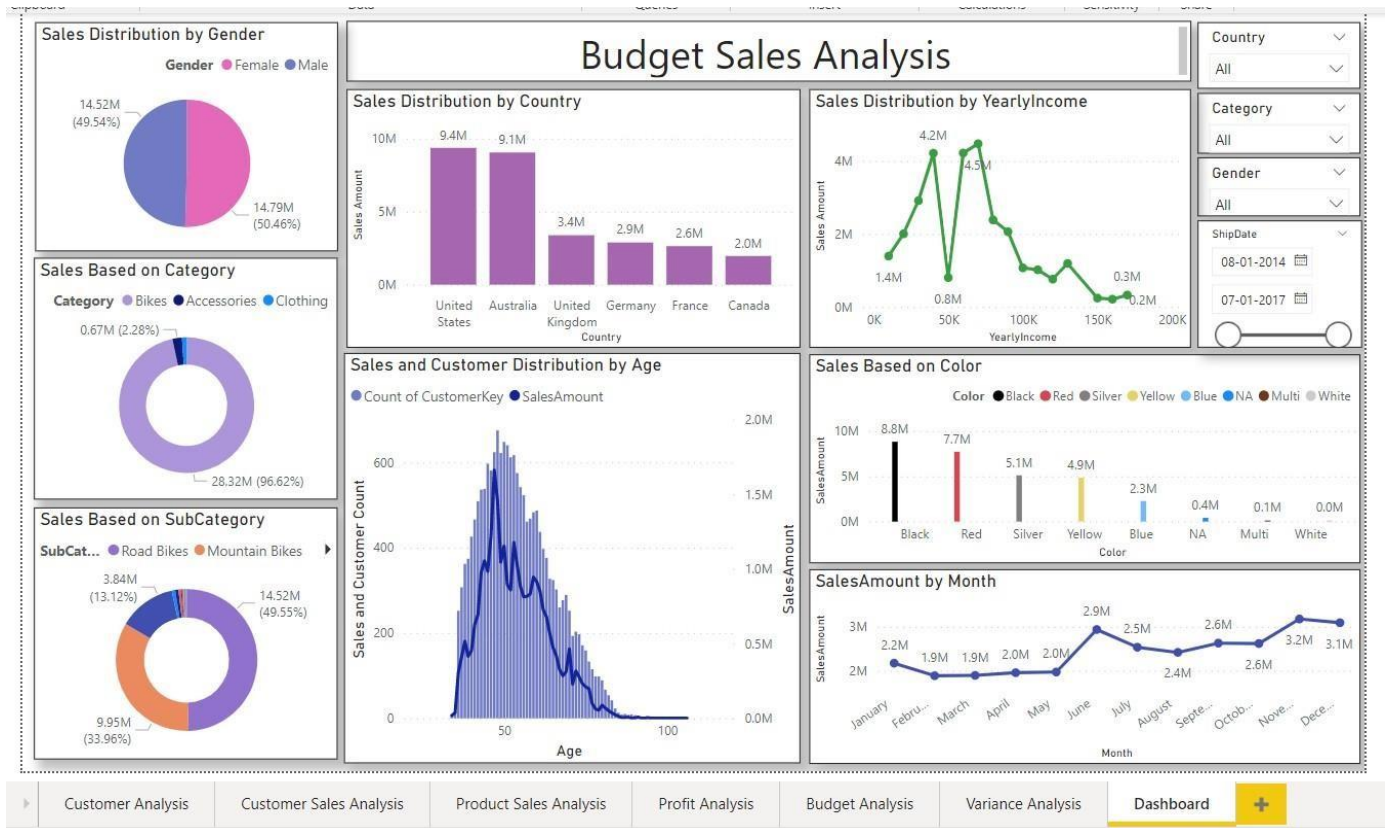 Clipboard
Data
Queries
Insert
Calculations
Sensitivity
Share
Sales Distribution by Gender
Gender Female Male
14.52M
(49.54%)
14.79M
(50.46%)
Budget Sales Analysis
Country
All
Category
All
Gender
All
ShipDate
08-01-2014
07-01-2017
Sales Distribution by Country
Sales Amount
10M
5M
0M
9.4M
9.1M
3.4M
2.9M
2.6M
2.0M
United States
Australia
United Kingdom
Germany
France
Canada
Country
Sales Distribution by YearlyIncome
Sales Amount
4M
2M
0M
4.2M
4.5M
1.4M
0.8M
0.3M
0.2M
0K 50K 100K 150K 200K
YearlyIncome
Sales Based on Category
Category Bikes Accessories Clothing
0.67M (2.28%)
28.32M (96.62%)
Sales and Customer Distribution by Age
Count of CustomerKey SalesAmount
Sales and Customer Count
600
400
200
0
2.0M
1.5M
1.0M
0.5M
0.0M
SalesAmount
50 100
Age
Sales Based on Color
Color Black Red Silver Yellow Blue NA Multi White
SalesAmount
10M
5M
0M
8.8M
7.7M
5.1M
4.9M
2.3M
0.4M
0.1M
0.0M
Black Red Silver Yellow Blue NA Multi White
Color
Sales Based on SubCategory
SubCat... Road Bikes Mountain Bikes
3.84M
(13.12%)
14.52M
(49.55%)
9.95M
(33.96%)
SalesAmount by Month
SalesAmount
3M
2M
2.2M
1.9M
1.9M
2.0M
2.0M
2.9M
2.5M
2.4M
2.6M
2.6M
3.2M
3.1M
January Febru... March April May June July August Septe... Octob... Nove... Dece...
Month
Customer Analysis
Customer Sales Analysis
Product Sales Analysis
Profit Analysis
Budget Analysis
Variance Analysis
Dashboard
+